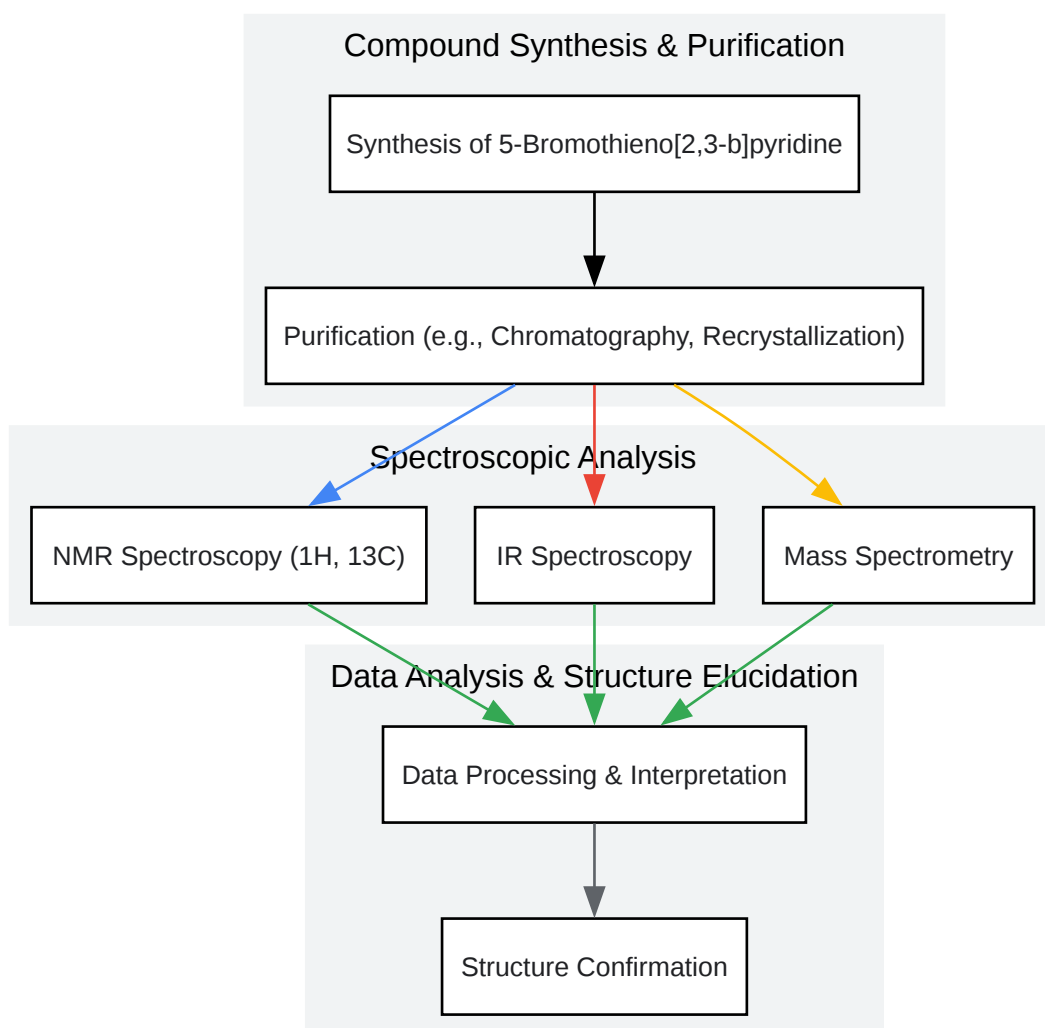 Compound Synthesis & Purification
Synthesis of 5-Bromothieno[2,3-b]pyridine
Purification (e.g., Chromatography, Recrystallization)
Spectroscopic Analysis
NMR Spectroscopy (1H, 13C)
IR Spectroscopy
Mass Spectrometry
Data Analysis & Structure Elucidation
Data Processing & Interpretation
Structure Confirmation